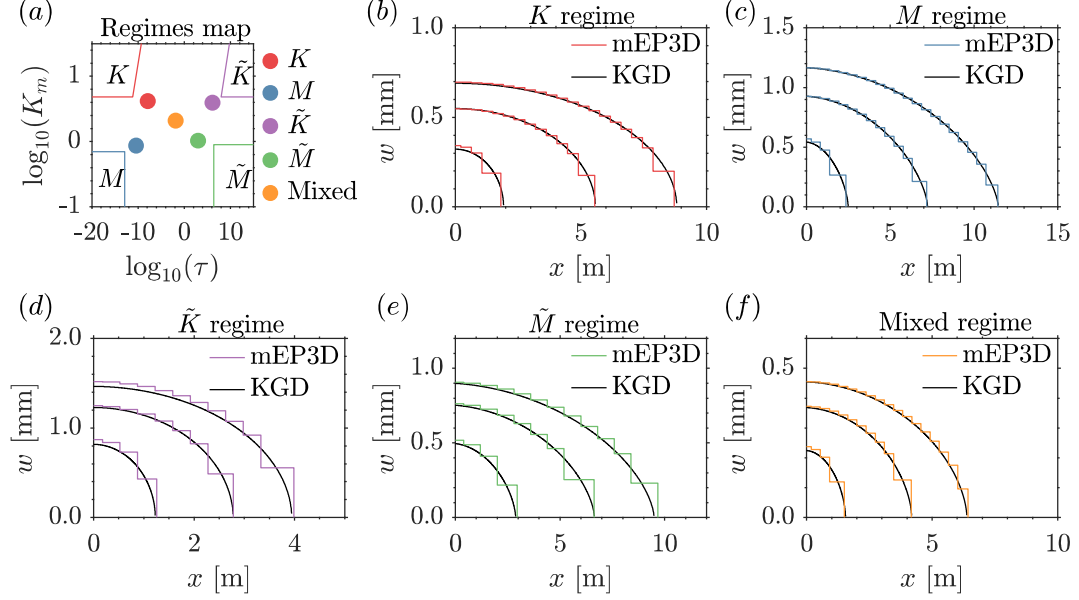 (a)
Regimes map
log₁₀(Kₘ)
1
0
-1
K
K̃
M
M̃
-20 -10 0 10
log₁₀(τ)
K
M
K̃
M̃
Mixed
(b)
K regime
mEP3D
KGD
w [mm]
1.0
0.5
0.0
0 5 10
x [m]
(c)
M regime
mEP3D
KGD
w [mm]
1.5
1.0
0.5
0.0
0 5 10 15
x [m]
(d)
K̃ regime
mEP3D
KGD
w [mm]
2.0
1.0
0.0
0 2 4
x [m]
(e)
M̃ regime
mEP3D
KGD
w [mm]
1.0
0.5
0.0
0 5 10
x [m]
(f)
Mixed regime
mEP3D
KGD
w [mm]
0.5
0.0
0 5 10
x [m]